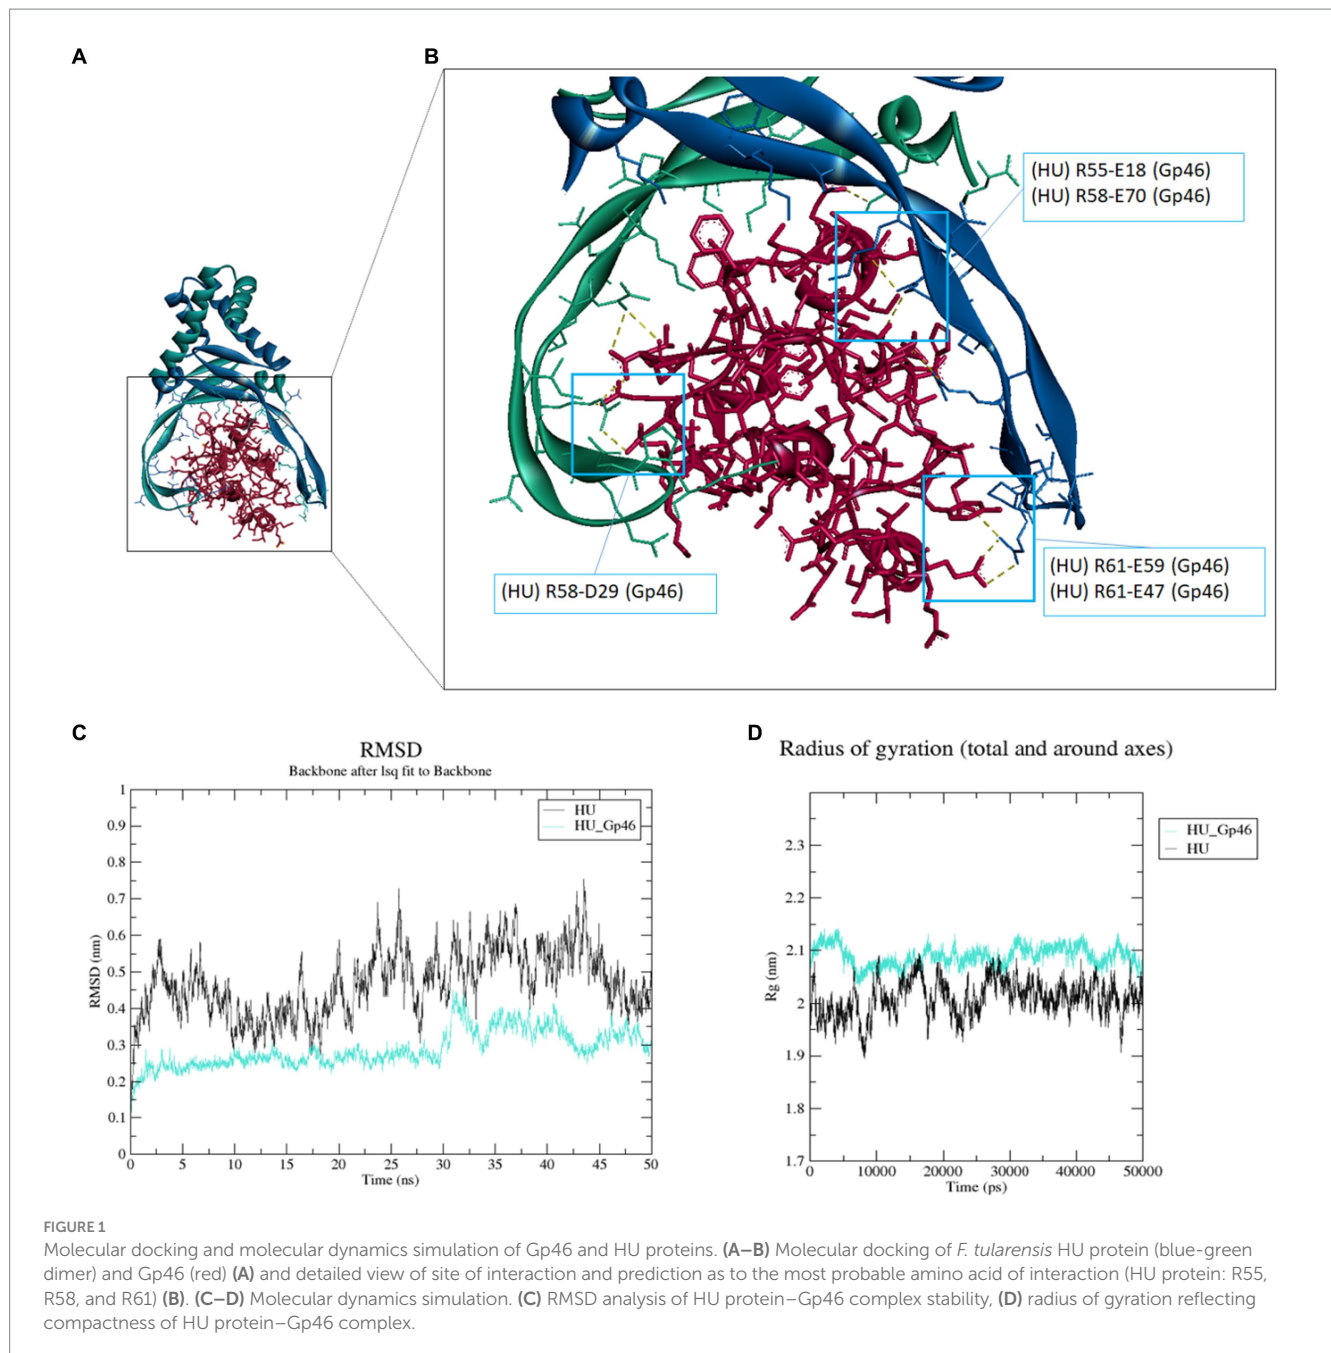 A
B
(HU) R55-E18 (Gp46)
(HU) R58-E70 (Gp46)
(HU) R58-D29 (Gp46)
(HU) R61-E59 (Gp46)
(HU) R61-E47 (Gp46)
C
RMSD
Backbone after lsq fit to Backbone
1
0.9
0.8
0.7
0.6
0.5
0.4
0.3
0.2
0.1
0
RMSD (nm)
HU
HU_Gp46
0 5 10 15 20 25 30 35 40 45 50
Time (ns)
D
Radius of gyration (total and around axes)
2.3
2.2
2.1
2
1.9
1.8
1.7
Rg (nm)
HU_Gp46
HU
0 10000 20000 30000 40000 50000
Time (ps)
FIGURE 1
Molecular docking and molecular dynamics simulation of Gp46 and HU proteins. (A–B) Molecular docking of F. tularensis HU protein (blue-green
dimer) and Gp46 (red) (A) and detailed view of site of interaction and prediction as to the most probable amino acid of interaction (HU protein: R55,
R58, and R61) (B). (C–D) Molecular dynamics simulation. (C) RMSD analysis of HU protein–Gp46 complex stability, (D) radius of gyration reflecting
compactness of HU protein–Gp46 complex.